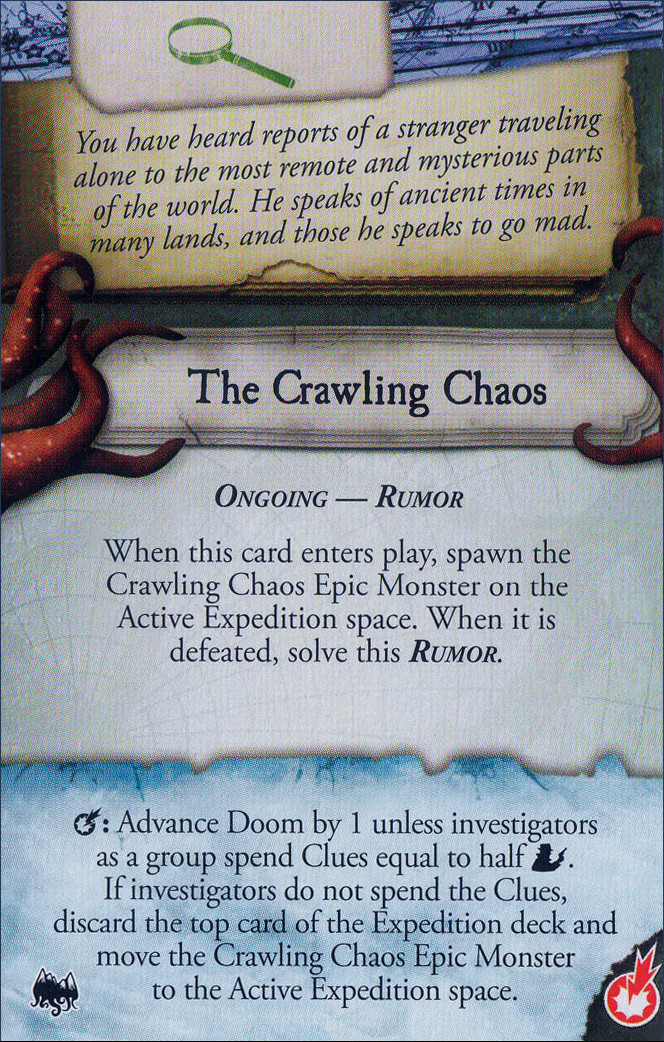 You have heard reports of a stranger traveling
alone to the most remote and mysterious parts
of the world. He speaks of ancient times in
many lands, and those he speaks to go mad.
The Crawling Chaos
ONGOING — RUMOR
When this card enters play, spawn the
Crawling Chaos Epic Monster on the
Active Expedition space. When it is
defeated, solve this RUMOR.
: Advance Doom by 1 unless investigators
as a group spend Clues equal to half .
If investigators do not spend the Clues,
discard the top card of the Expedition deck and
move the Crawling Chaos Epic Monster
to the Active Expedition space.